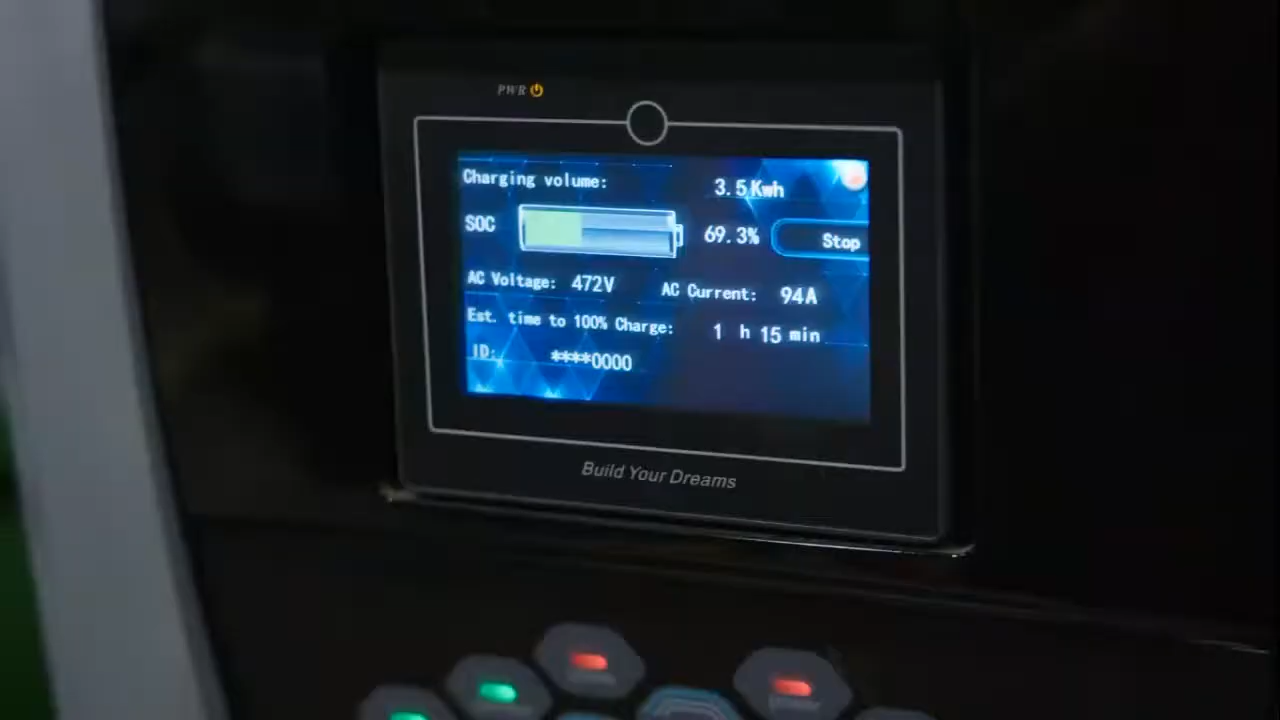 PWR
Charging volume: 3.5Kwh
SOC 69.3% Stop
AC Voltage: 472V AC Current: 94A
Est. time to 100% Charge: 1 h 15 min
ID: ****0000
Build Your Dreams